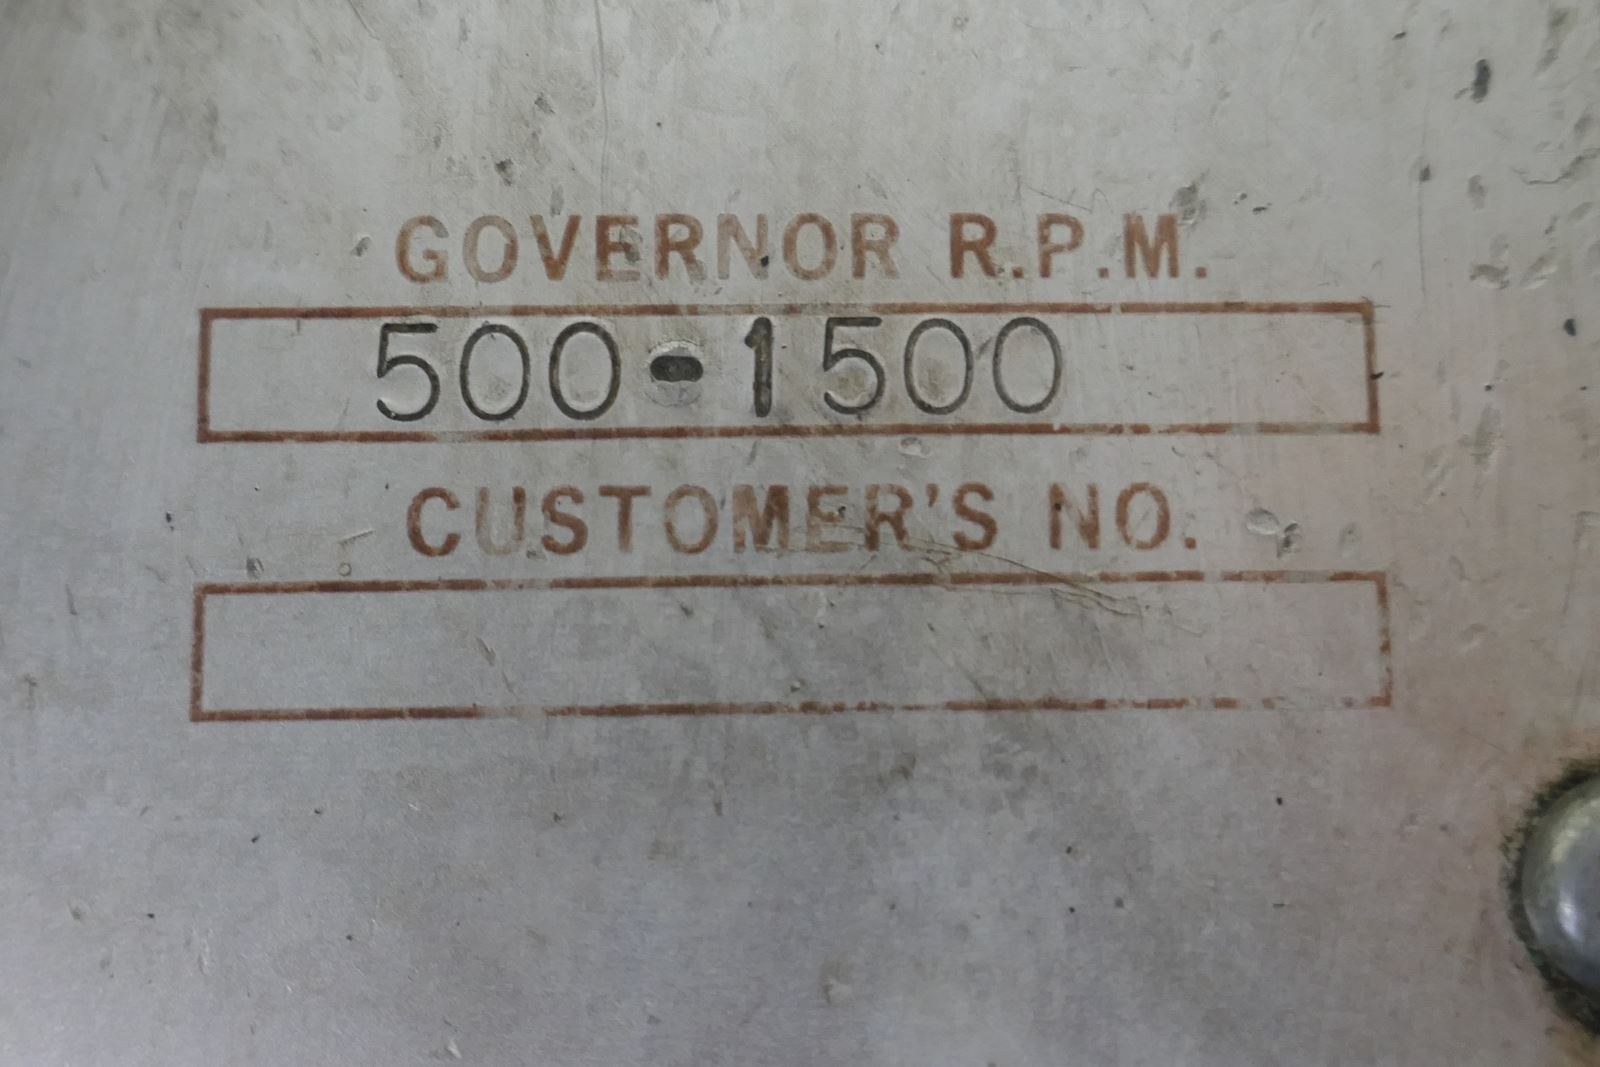 GOVERNOR R.P.M.
500-1500
CUSTOMER'S NO.